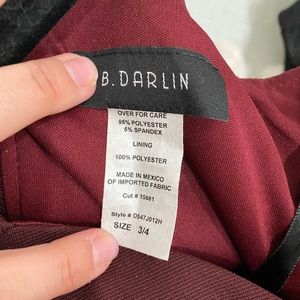 B. DARLIN
OVER FOR CARE
95% POLYESTER
5% SPANDEX
LINING
100% POLYESTER
MADE IN MEXICO
OF IMPORTED FABRIC
Cut # 35881
Style # D547J012H
SIZE 3/4